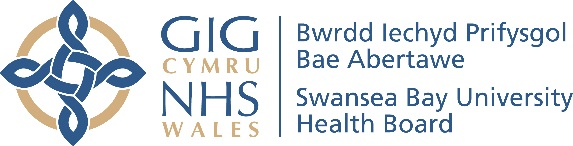 GIG
CYMRU
NHS
WALES
Bwrdd Iechyd Prifysgol
Bae Abertawe
Swansea Bay University
Health Board